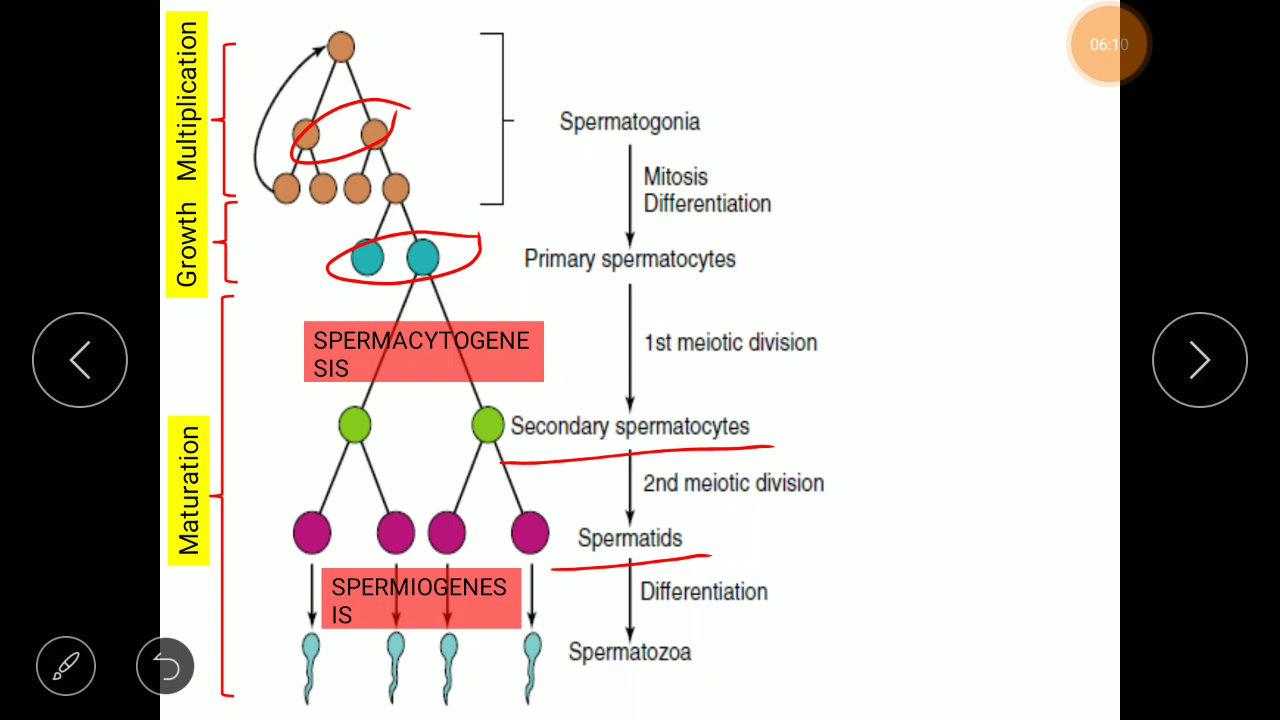 Multiplication
Growth
Maturation
06:10
Spermatogonia
Mitosis
Differentiation
Primary spermatocytes
SPERMACYTOGENE
SIS
1st meiotic division
Secondary spermatocytes
2nd meiotic division
Spermatids
SPERMIOGENES
IS
Differentiation
Spermatozoa